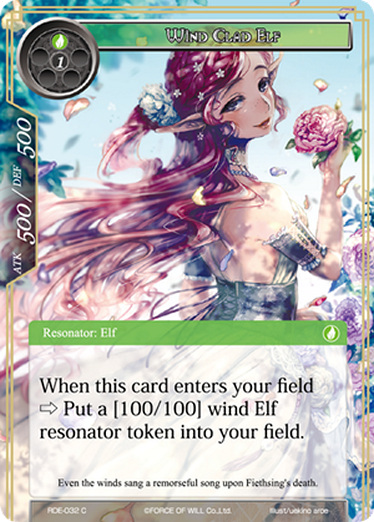 Wind Clad Elf
1
ATK 500 / DEF 500
Resonator: Elf
When this card enters your field
⇨ Put a [100/100] wind Elf
resonator token into your field.
Even the winds sang a remorseful song upon Fiethsing's death.
RDE-032 C ©FORCE OF WILL Co.,Ltd. Illust/uekino aroe